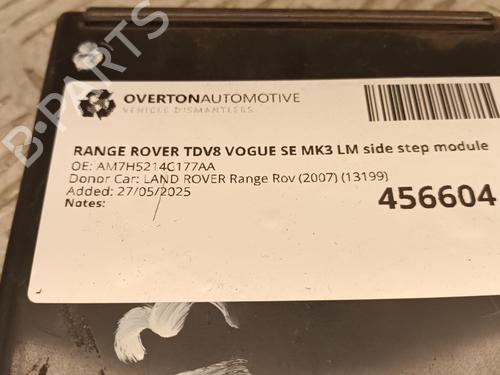 OVERTONAUTOMOTIVE
VEHICLE DISMANTLERS
RANGE ROVER TDV8 VOGUE SE MK3 LM side step module
OE: AM7H5214C177AA
Donor Car: LAND ROVER Range Rov (2007) (13199)
Added: 27/05/2025
Notes:
456604
B-PARTS